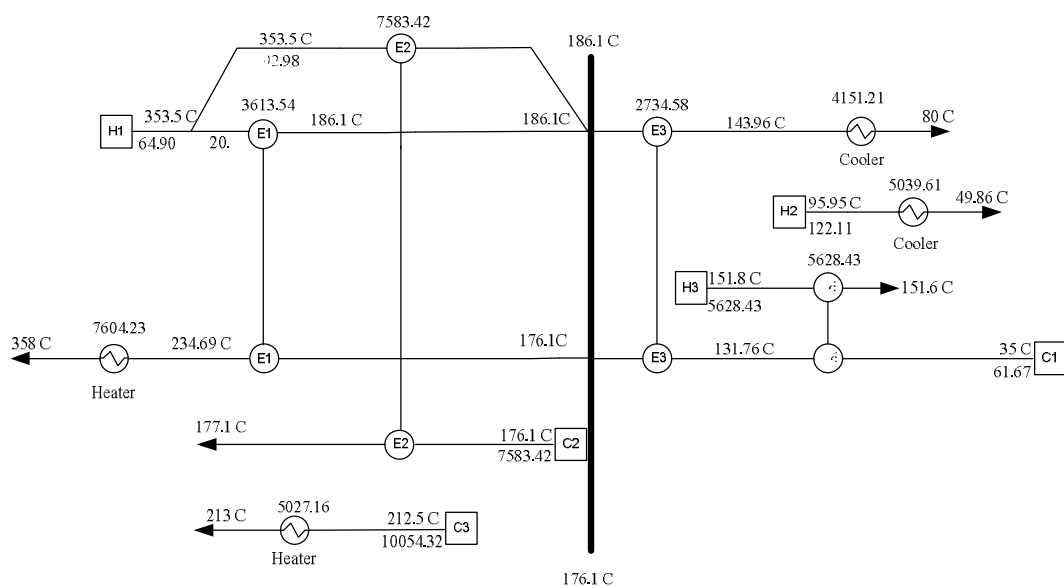 7583.42
353.5 C
E2
186.1 C
353.5 C
3613.54
2734.58
4151.21
H1
E1
186.1 C
186.1C
E3
143.96 C
80 C
64.90
20.
Cooler
5039.61
H2
95.95 C
49.86 C
122.11
Cooler
5628.43
H3
151.8 C
151.6 C
5628.43
7604.23
358 C
234.69 C
E1
176.1C
E3
131.76 C
35 C
C1
61.67
Heater
177.1 C
E2
176.1 C
C2
7583.42
5027.16
213 C
212.5 C
C3
10054.32
Heater
176.1 C